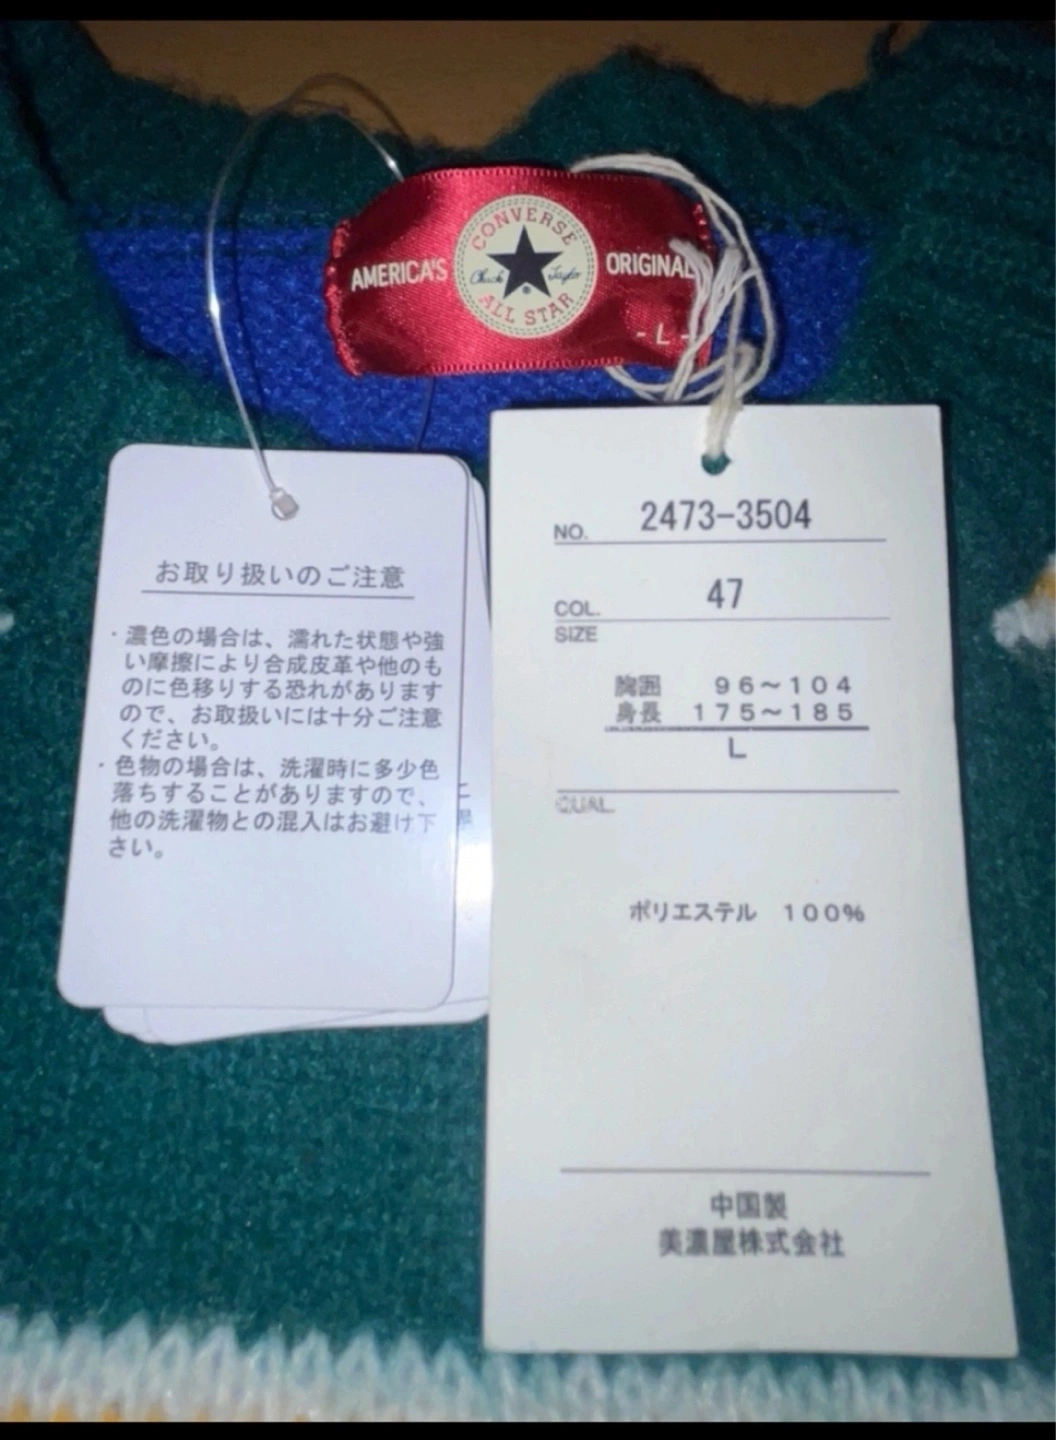 CONVERSE
AMERICA'S
Chuck Taylor
ORIGINAL
®
ALL STAR
- L -
お取り扱いのご注意
・濃色の場合は、濡れた状態や強
い摩擦により合成皮革や他のも
のに色移りする恐れがあります
ので、お取扱いには十分ご注意
ください。
・色物の場合は、洗濯時に多少色
落ちすることがありますので、
他の洗濯物との混入はお避け下
さい。
NO. 2473-3504
COL. 47
SIZE
胸囲 96～104
身長 175～185
L
QUAL.
ポリエステル 100%
中国製
美濃屋株式会社